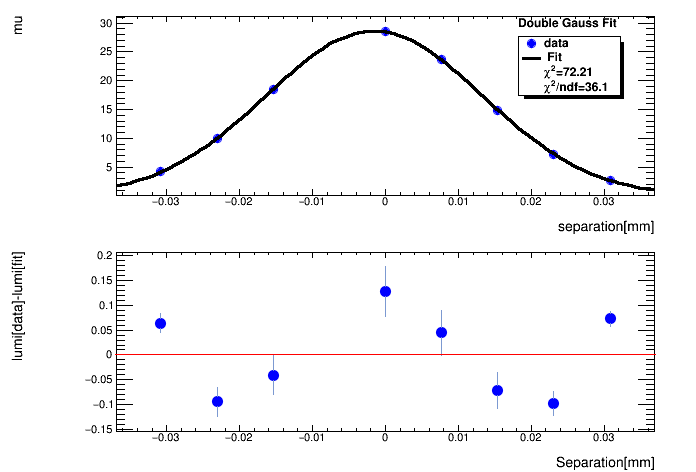 Double Gauss Fit
mu
30
25
20
15
10
5
data
Fit
χ²=72.21
χ²/ndf=36.1
−0.03 −0.02 −0.01 0 0.01 0.02 0.03
separation[mm]
lumi[data]-lumi[fit]
0.2
0.15
0.1
0.05
0
−0.05
−0.1
−0.15
−0.03 −0.02 −0.01 0 0.01 0.02 0.03
Separation[mm]